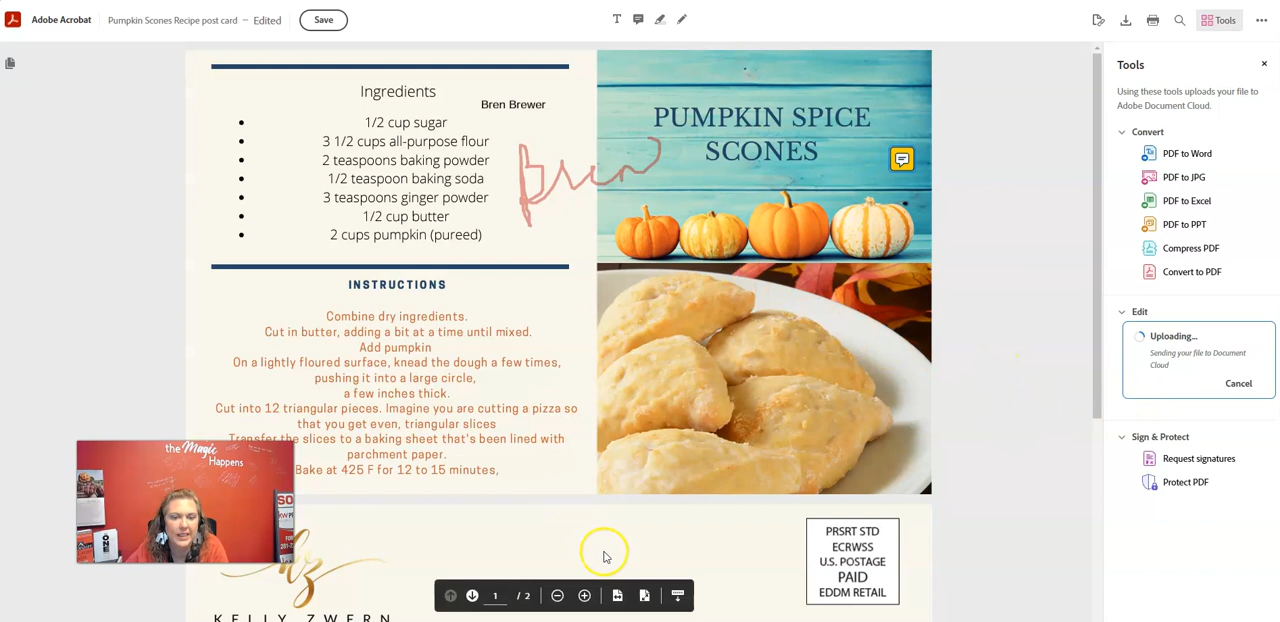 Adobe Acrobat
Pumpkin Scones Recipe post card – Edited
Save
Tools
Ingredients
Bren Brewer
• 1/2 cup sugar
• 3 1/2 cups all-purpose flour
• 2 teaspoons baking powder
• 1/2 teaspoon baking soda
• 3 teaspoons ginger powder
• 1/2 cup butter
• 2 cups pumpkin (pureed)
Bren
PUMPKIN SPICE
SCONES
INSTRUCTIONS
Combine dry ingredients.
Cut in butter, adding a bit at a time until mixed.
Add pumpkin
On a lightly floured surface, knead the dough a few times,
pushing it into a large circle,
a few inches thick.
Cut into 12 triangular pieces. Imagine you are cutting a pizza so
that you get even, triangular slices
Transfer the slices to a baking sheet that's been lined with
parchment paper.
Bake at 425 F for 12 to 15 minutes,
the Magic
Happens
SO
KW
281-2
KELLY ZWERN
PRSRT STD
ECRWSS
U.S. POSTAGE
PAID
EDDM RETAIL
1 / 2
Tools
Using these tools uploads your file to
Adobe Document Cloud.
Convert
PDF to Word
PDF to JPG
PDF to Excel
PDF to PPT
Compress PDF
Convert to PDF
Edit
Uploading...
Sending your file to Document
Cloud
Cancel
Sign & Protect
Request signatures
Protect PDF